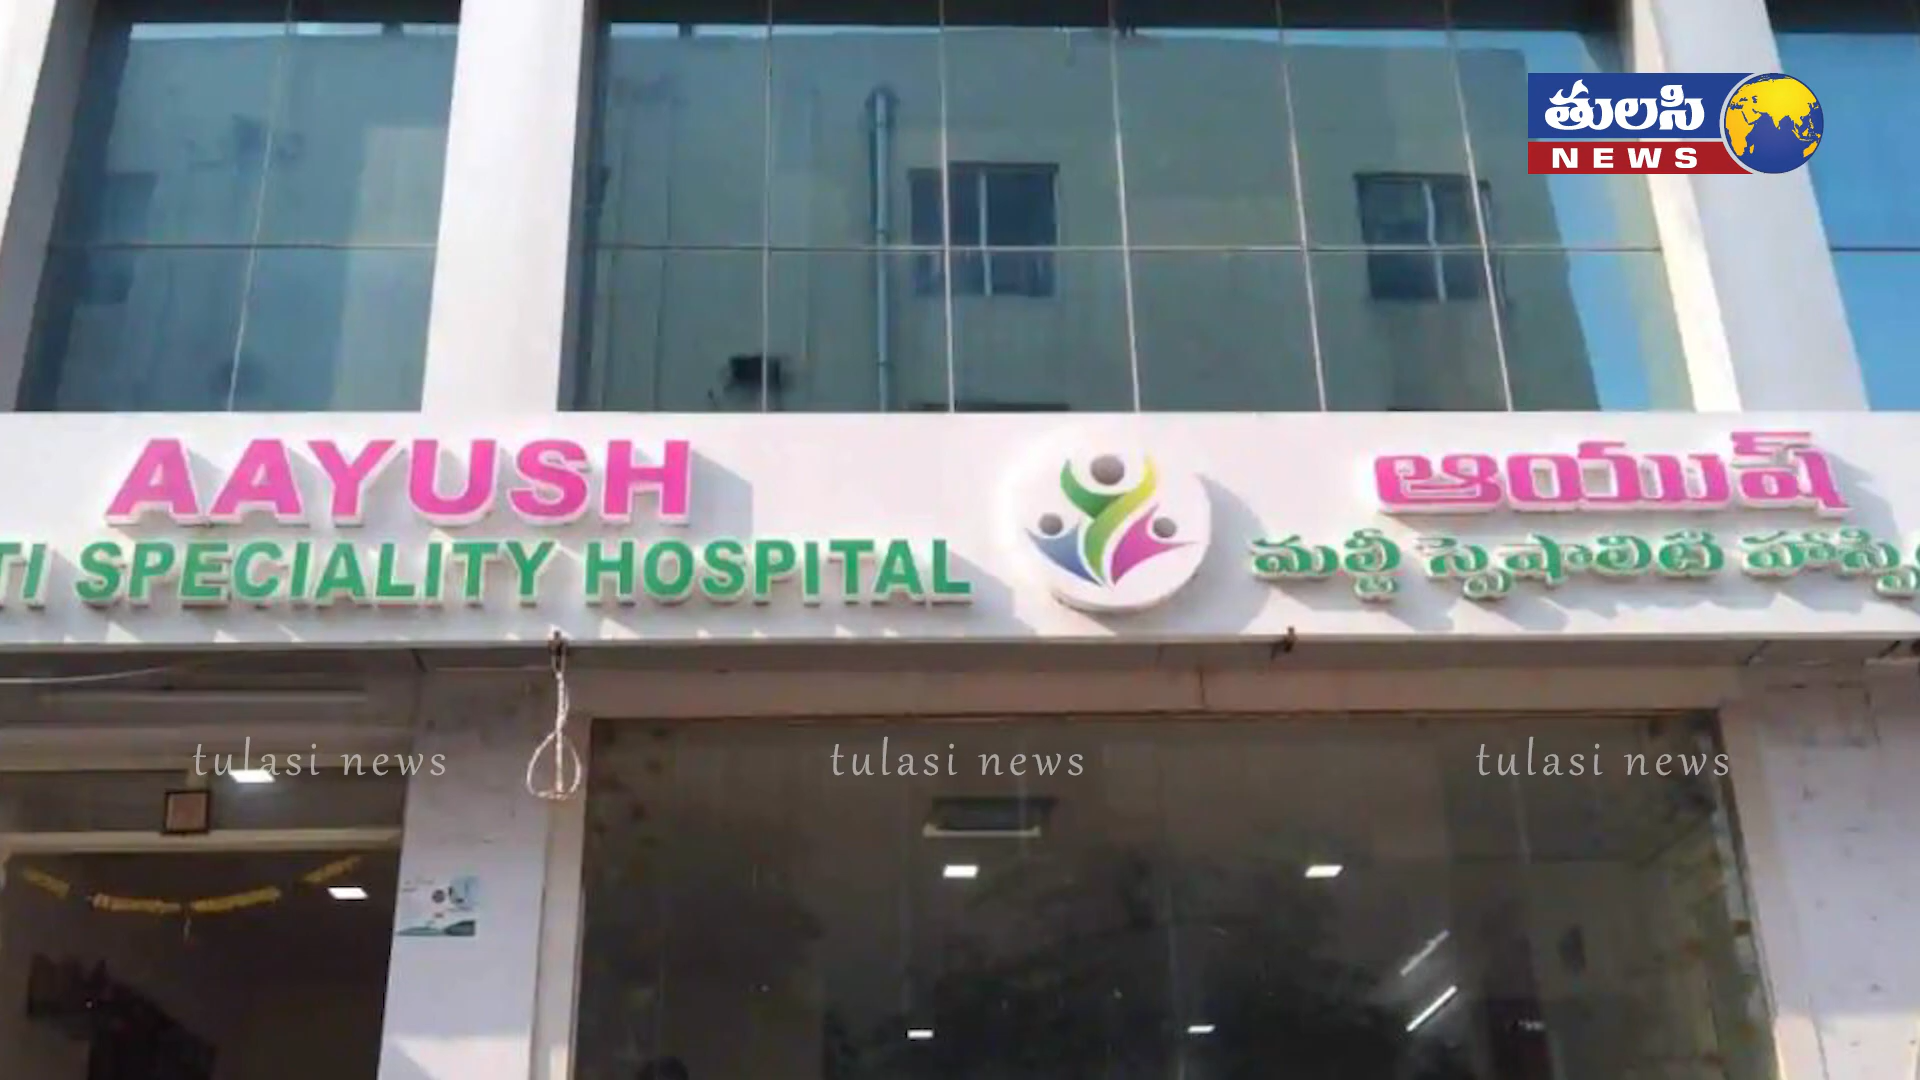 తులసి
NEWS
AAYUSH
TI SPECIALITY HOSPITAL
ఆయుష్
మల్టీ స్పెషాలిటి హాస్పి
tulasi news tulasi news tulasi news